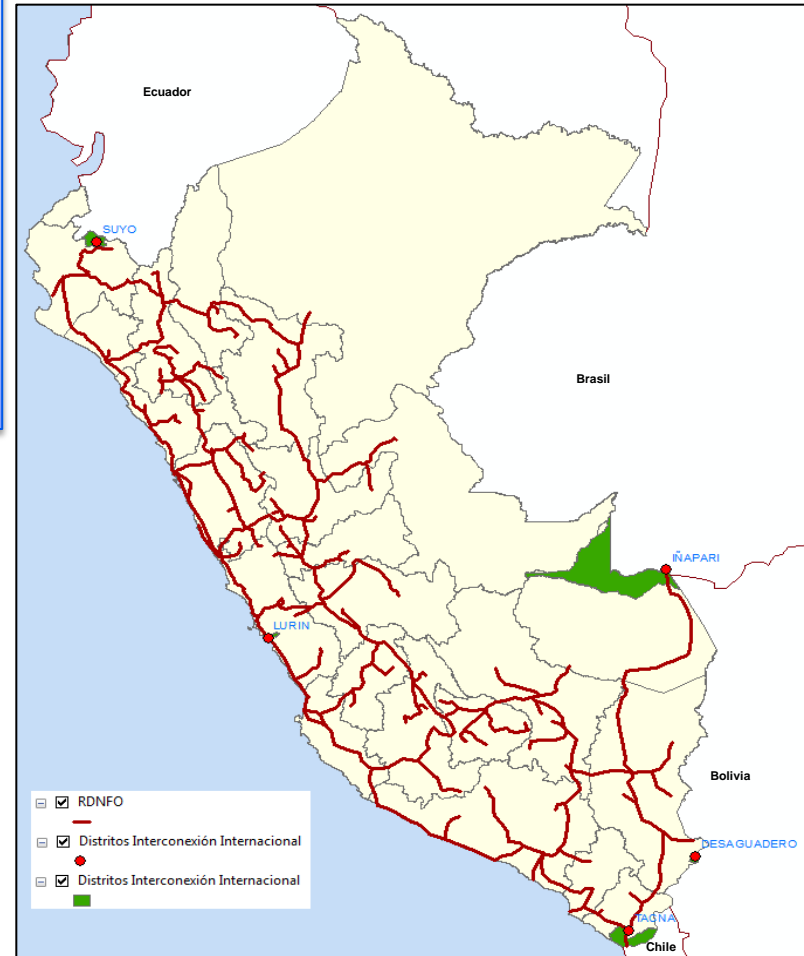 Ecuador
SUYO
Brasil
IÑAPARI
LURIN
Bolivia
RDNFO
Distritos Interconexión Internacional
DESAGUADERO
Distritos Interconexión Internacional
TACNA
Chile